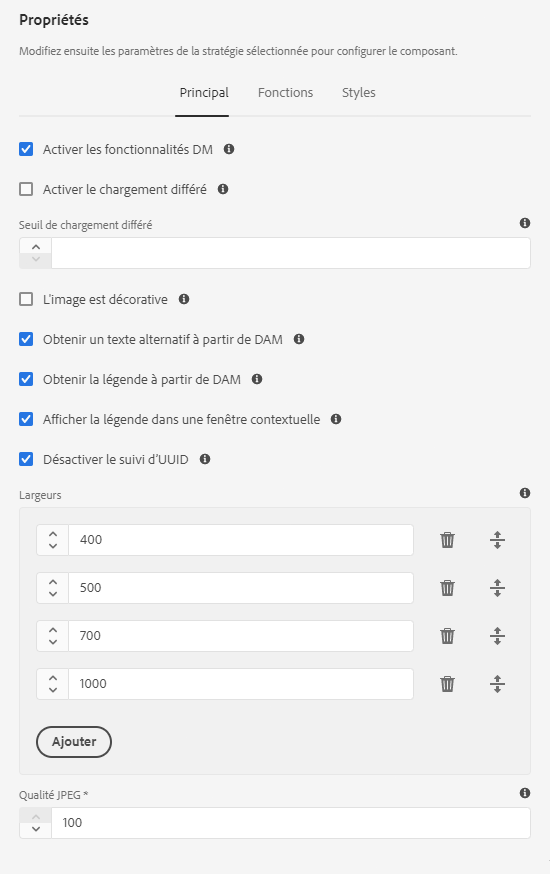 Propriétés
Modifiez ensuite les paramètres de la stratégie sélectionnée pour configurer le composant.
Principal Fonctions Styles
Activer les fonctionnalités DM
Activer le chargement différé
Seuil de chargement différé
L'image est décorative
Obtenir un texte alternatif à partir de DAM
Obtenir la légende à partir de DAM
Afficher la légende dans une fenêtre contextuelle
Désactiver le suivi d'UUID
Largeurs
400
500
700
1000
Ajouter
Qualité JPEG *
100